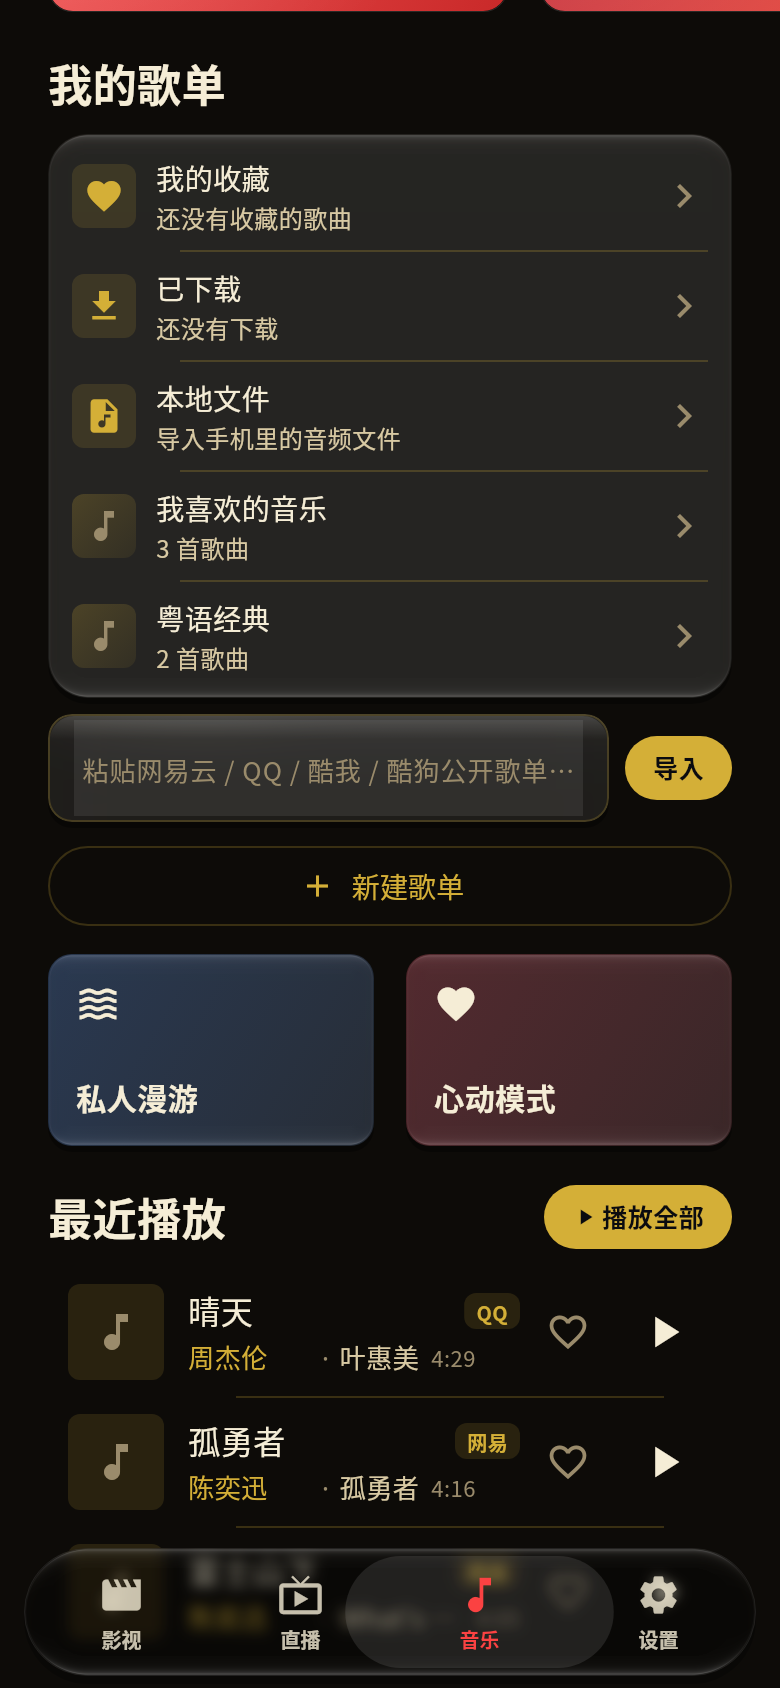 我的歌单
我的收藏
还没有收藏的歌曲
已下载
还没有下载
本地文件
导入手机里的音频文件
我喜欢的音乐
3 首歌曲
粤语经典
2 首歌曲
粘贴网易云 / QQ / 酷我 / 酷狗公开歌单…
导入
新建歌单
私人漫游
心动模式
最近播放
播放全部
晴天
QQ
周杰伦 · 叶惠美 4:29
孤勇者
网易
陈奕迅 · 孤勇者 4:16
影视
直播
音乐
设置